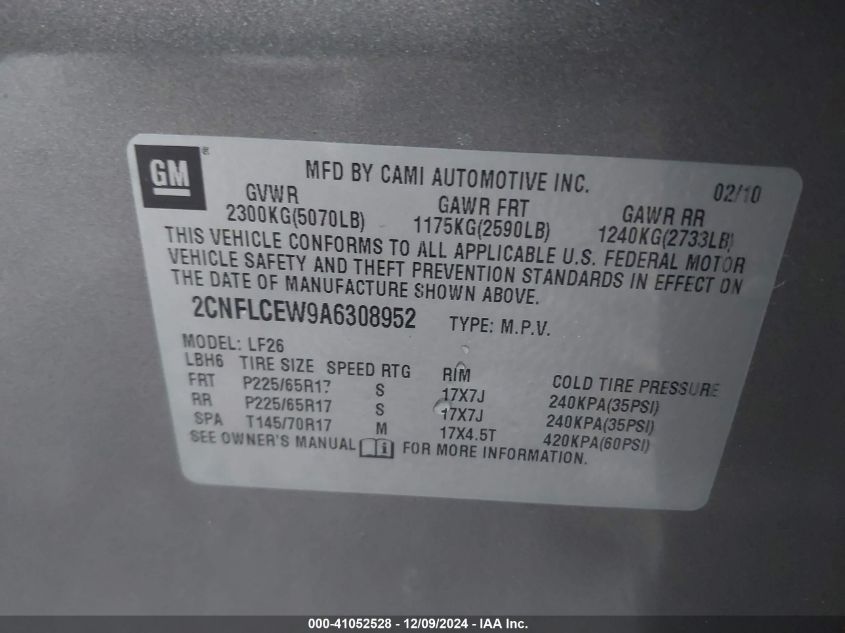 GM®
MFD BY CAMI AUTOMOTIVE INC. 02/10
GVWR GAWR FRT GAWR RR
2300KG(5070LB) 1175KG(2590LB) 1240KG(2733LB)
THIS VEHICLE CONFORMS TO ALL APPLICABLE U.S. FEDERAL MOTOR
VEHICLE SAFETY AND THEFT PREVENTION STANDARDS IN EFFECT ON
THE DATE OF MANUFACTURE SHOWN ABOVE.
2CNFLCEW9A6308952 TYPE: M.P.V.
MODEL: LF26
LBH6 TIRE SIZE SPEED RTG RIM COLD TIRE PRESSURE
FRT P225/65R17 S 17X7J 240KPA(35PSI)
RR P225/65R17 S 17X7J 240KPA(35PSI)
SPA T145/70R17 M 17X4.5T 420KPA(60PSI)
SEE OWNER'S MANUAL i FOR MORE INFORMATION.
000-41052528 - 12/09/2024 - IAA Inc.